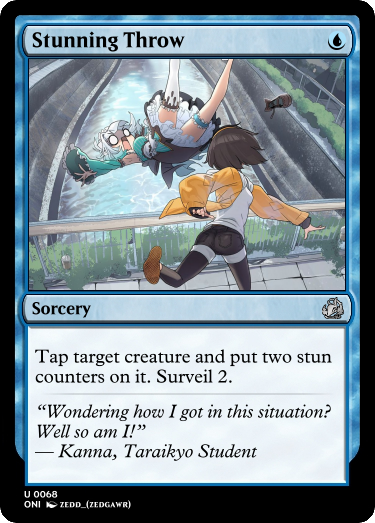 Stunning Throw
Sorcery
Tap target creature and put two stun
counters on it. Surveil 2.
“Wondering how I got in this situation?
Well so am I!”
— Kanna, Taraikyo Student
U 0068
ONI ZEDD_(ZEDGAWR)